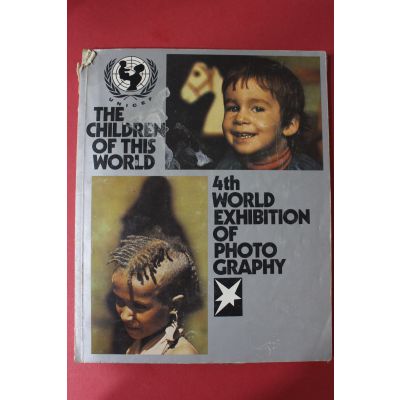 UNICEF
THE
CHILDREN
OF THIS
WORLD
4th
WORLD
EXHIBITION
OF
PHOTO
GRAPHY